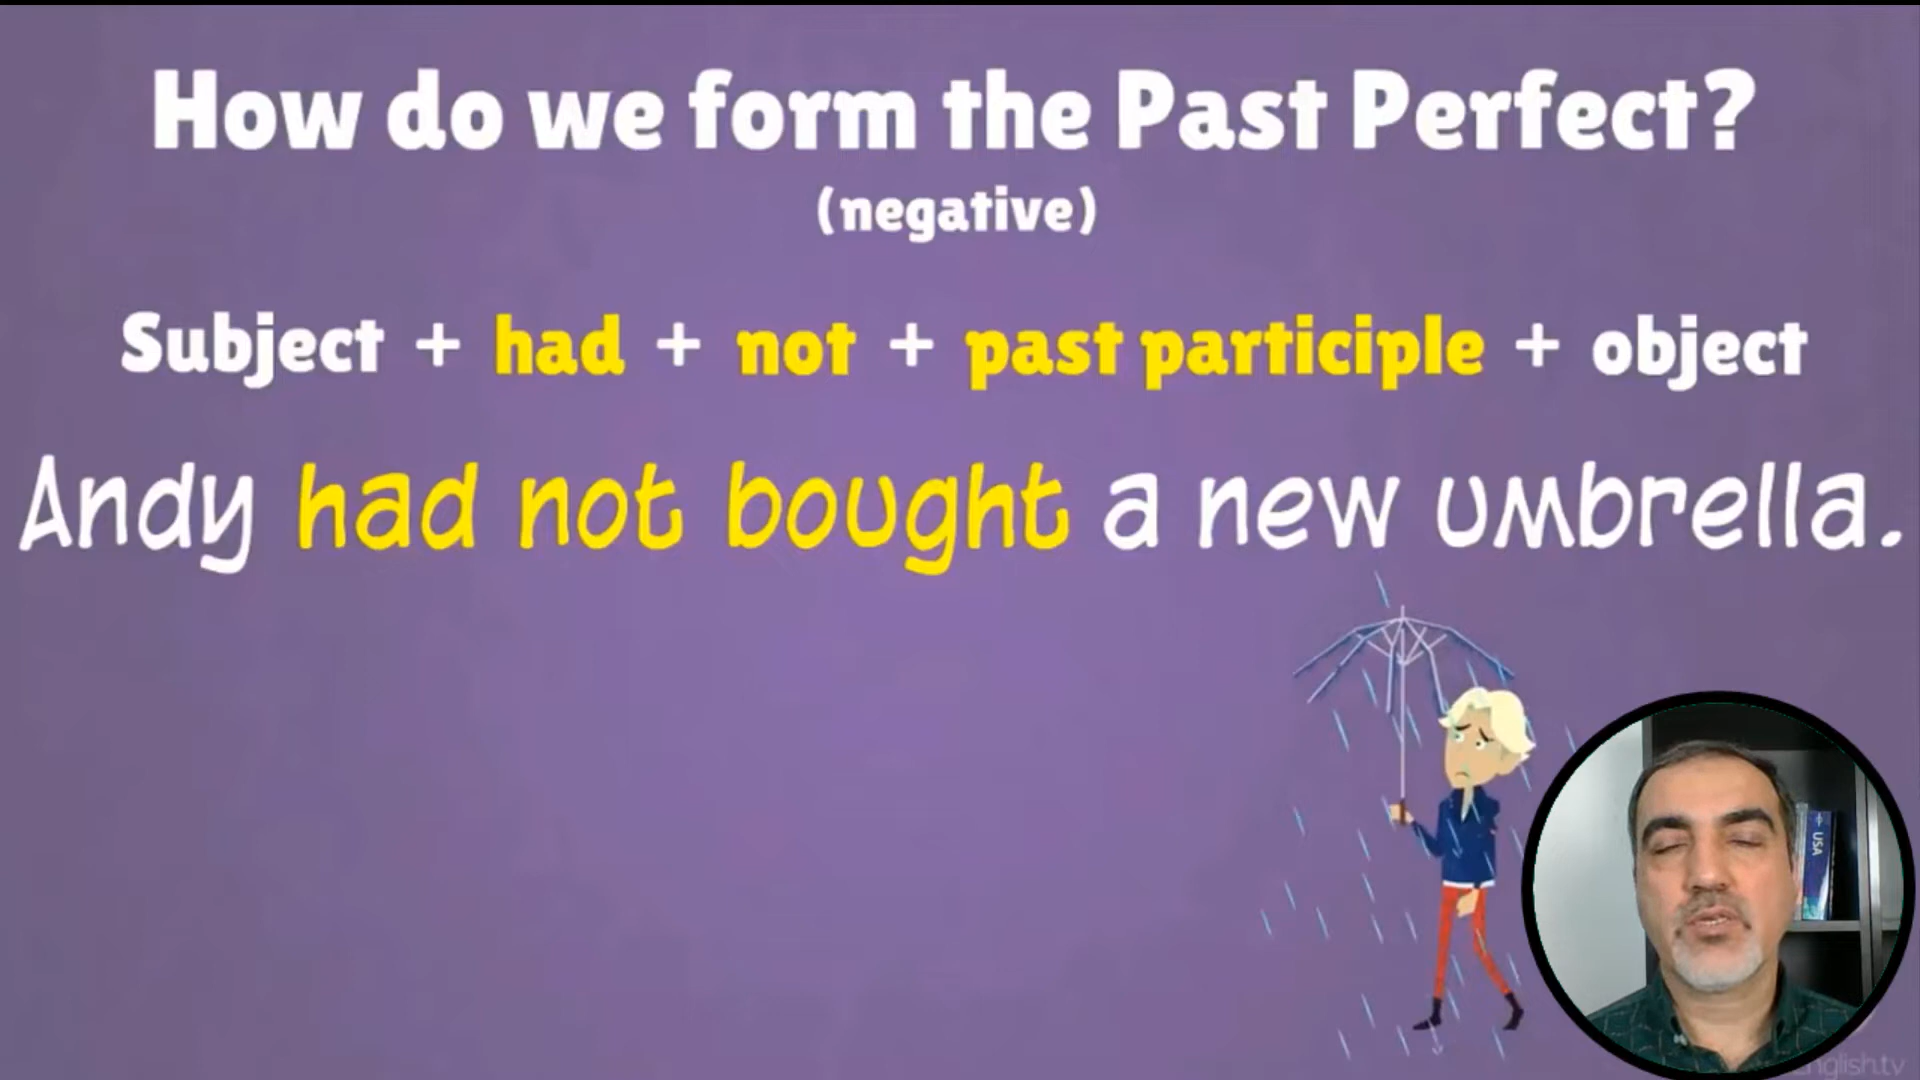 How do we form the Past Perfect?
(negative)
Subject + had + not + past participle + object
Andy had not bought a new umbrella.
USA